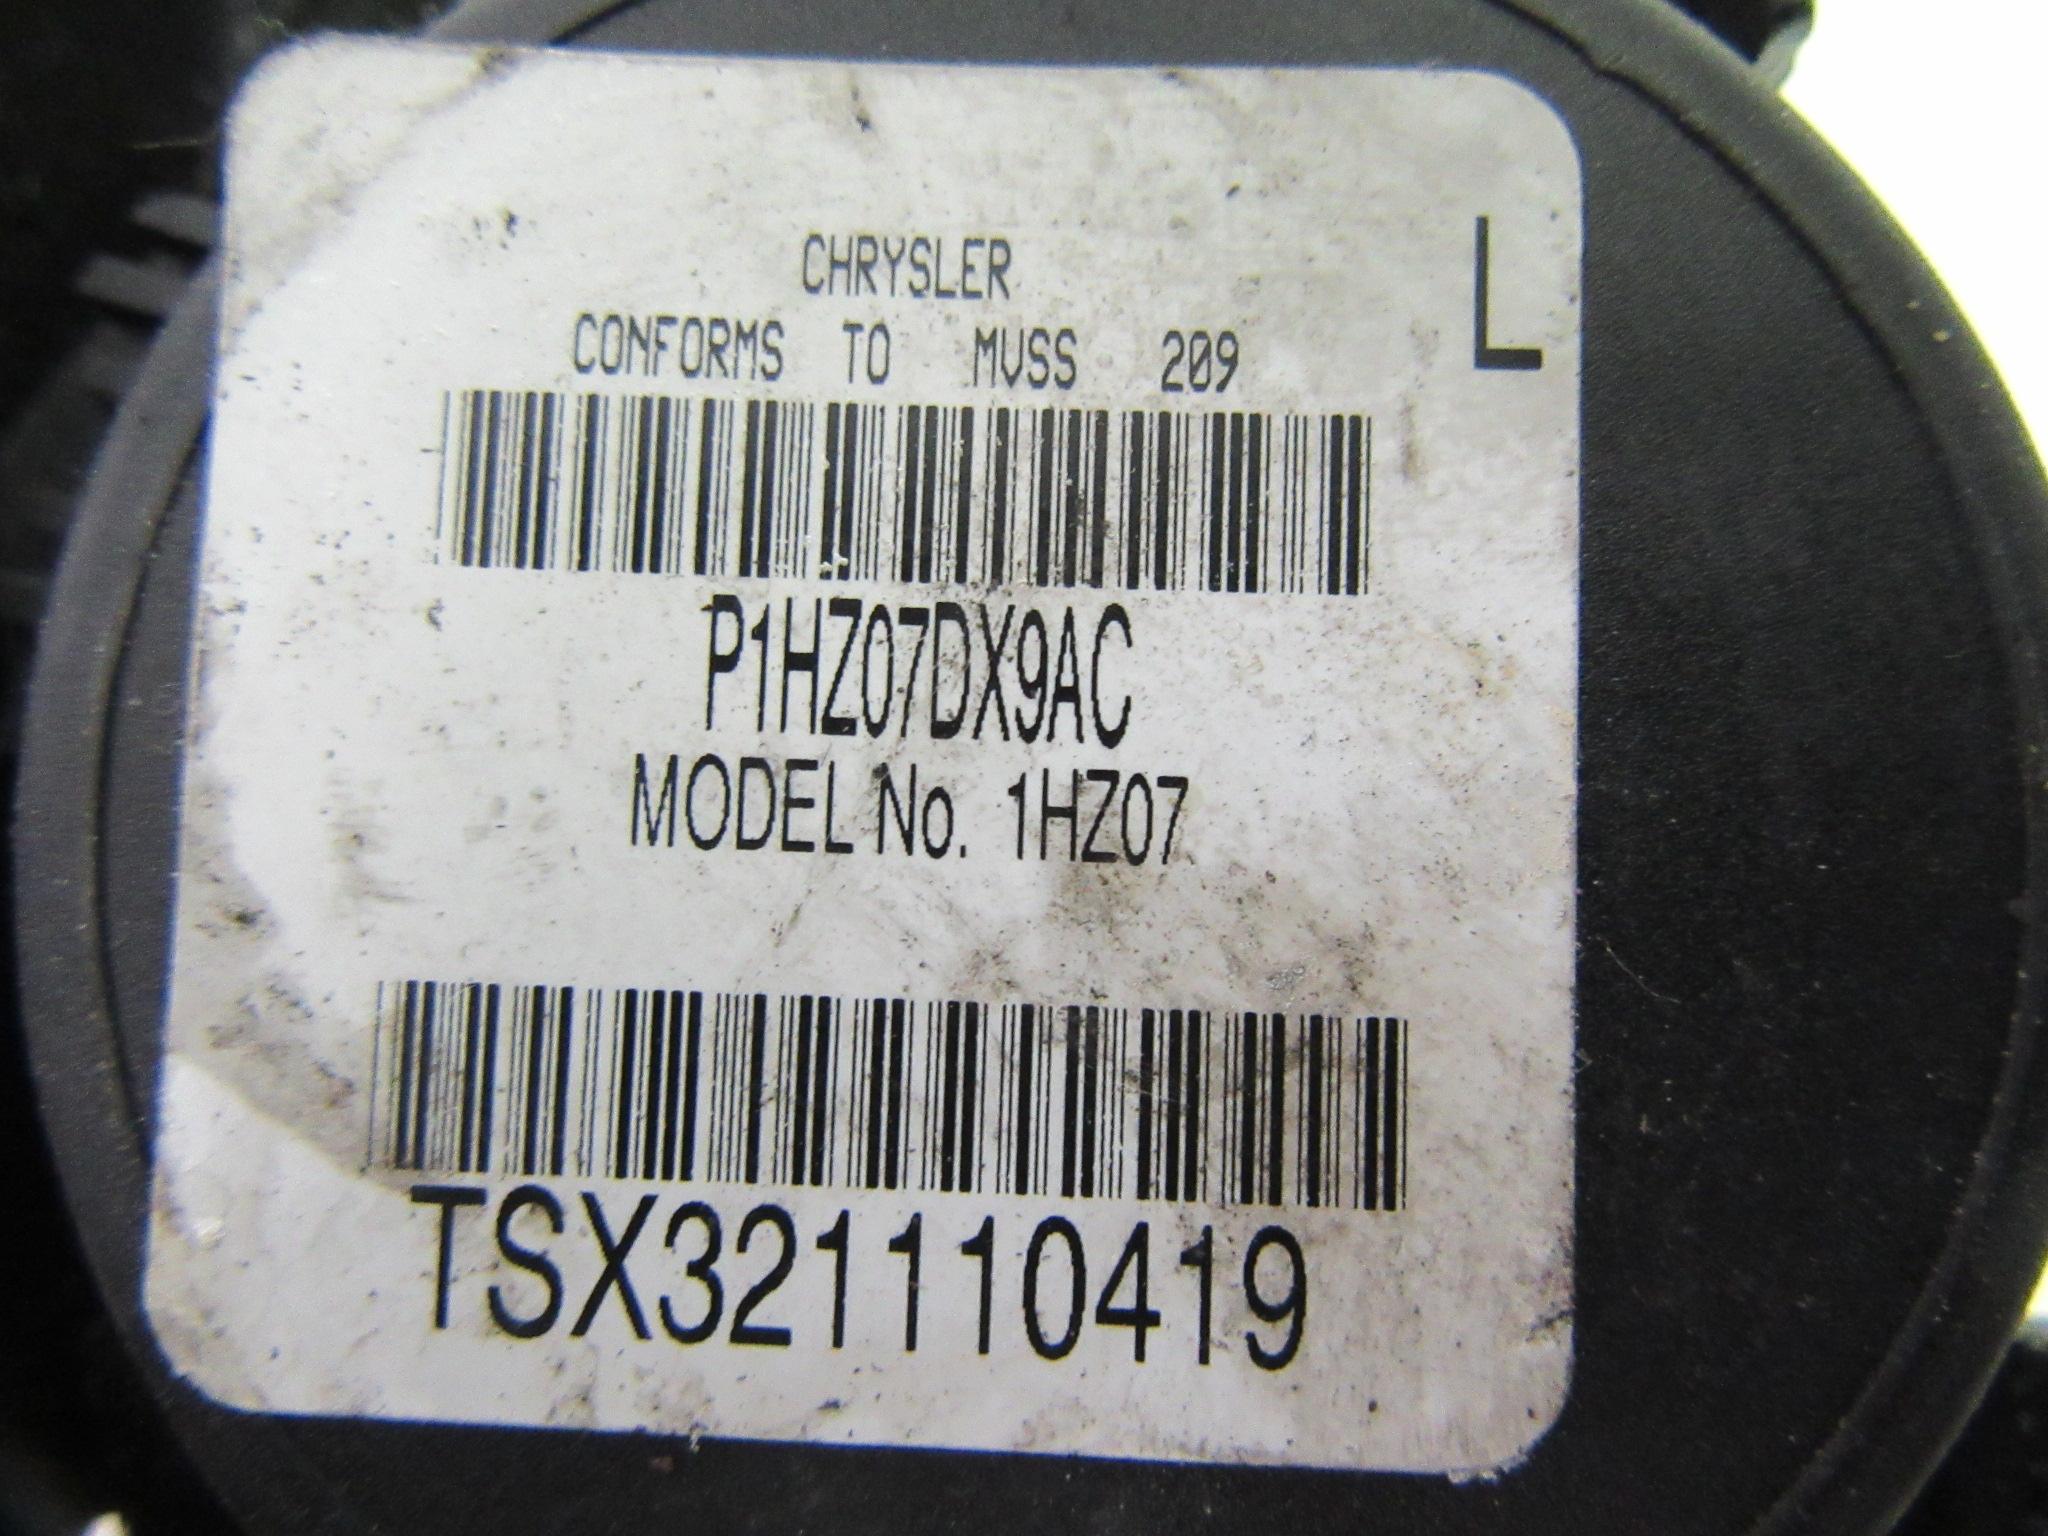 CHRYSLER
L
CONFORMS TO MVSS 209
P1HZ07DX9AC
MODEL No. 1HZ07
TSX321110419